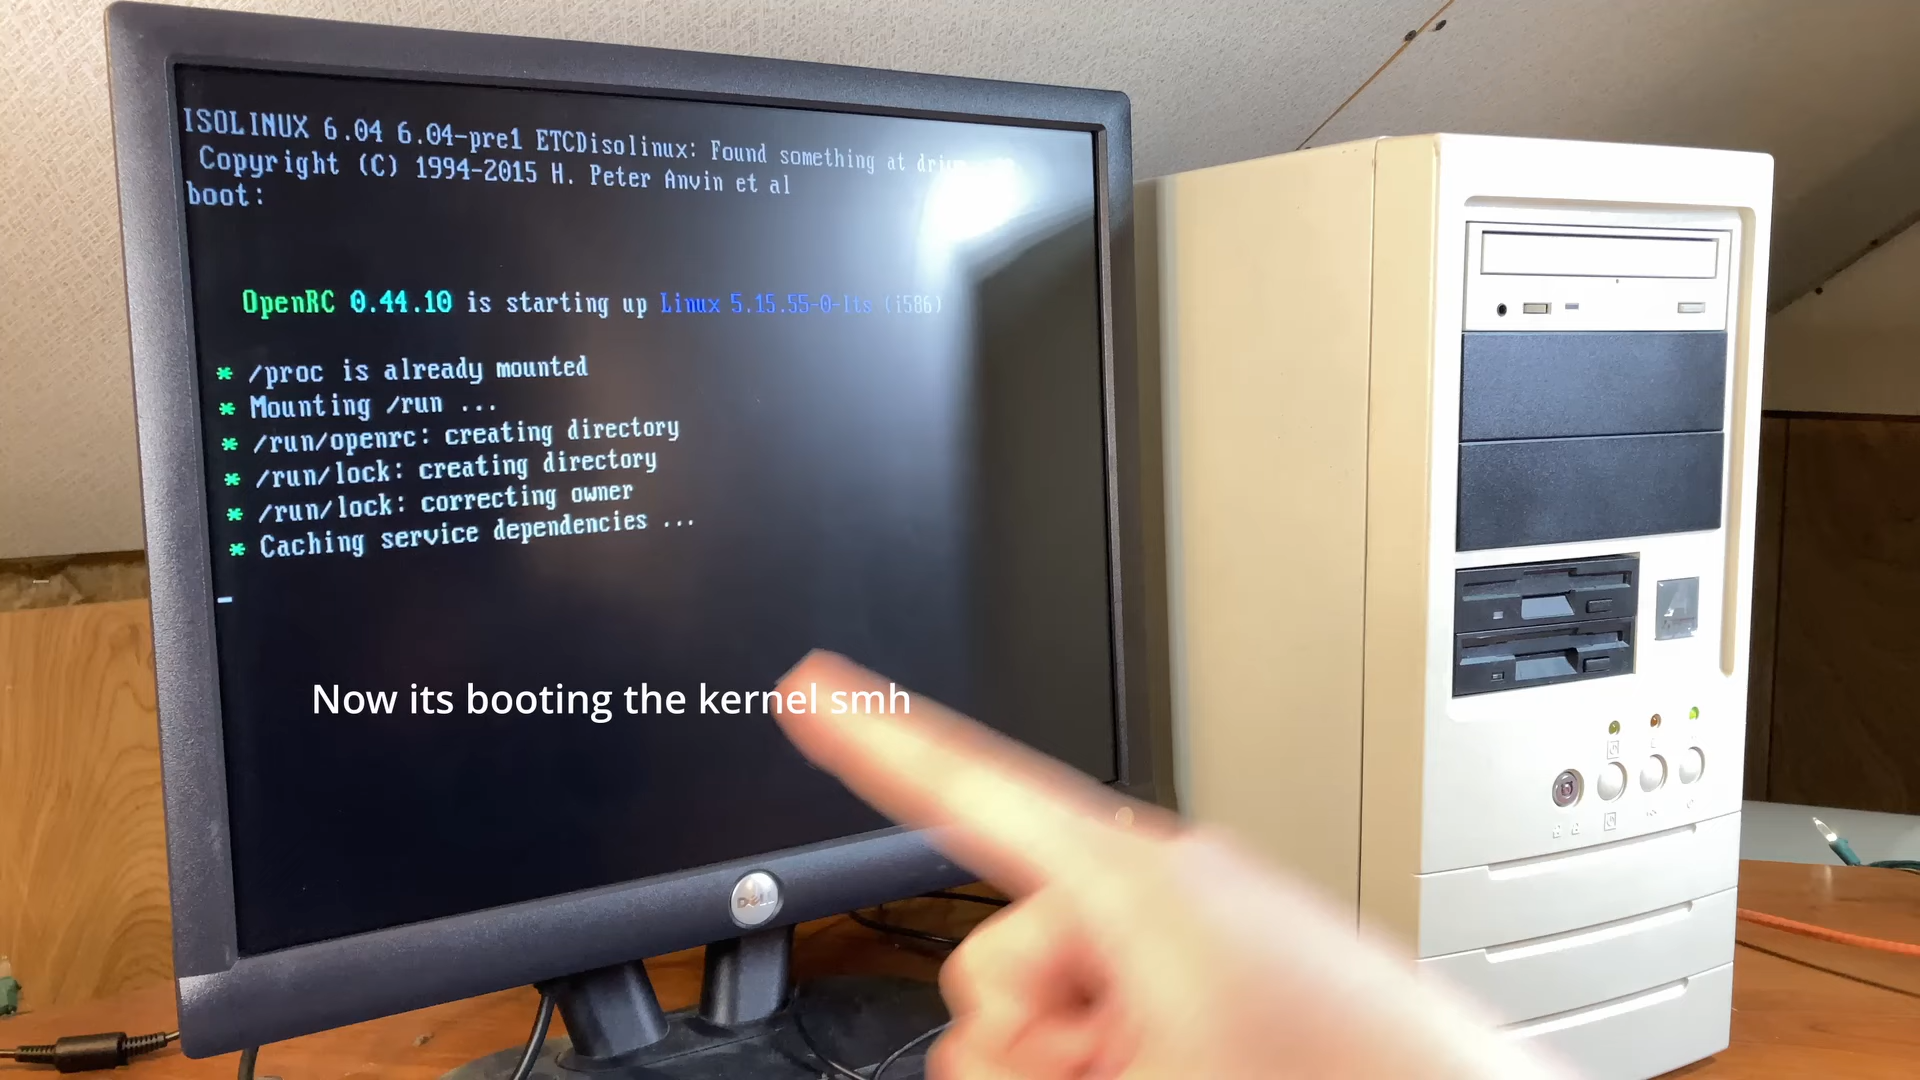 ISOLINUX 6.04 6.04-pre1 ETCDisolinux: Found something at
Copyright (C) 1994-2015 H. Peter Anvin et al
boot:
OpenRC 0.44.10 is starting up Linux 5.15.55-0-lts (i586)
* /proc is already mounted
* Mounting /run ...
* /run/openrc: creating directory
* /run/lock: creating directory
* /run/lock: correcting owner
* Caching service dependencies ...
Now its booting the kernel smh
DELL